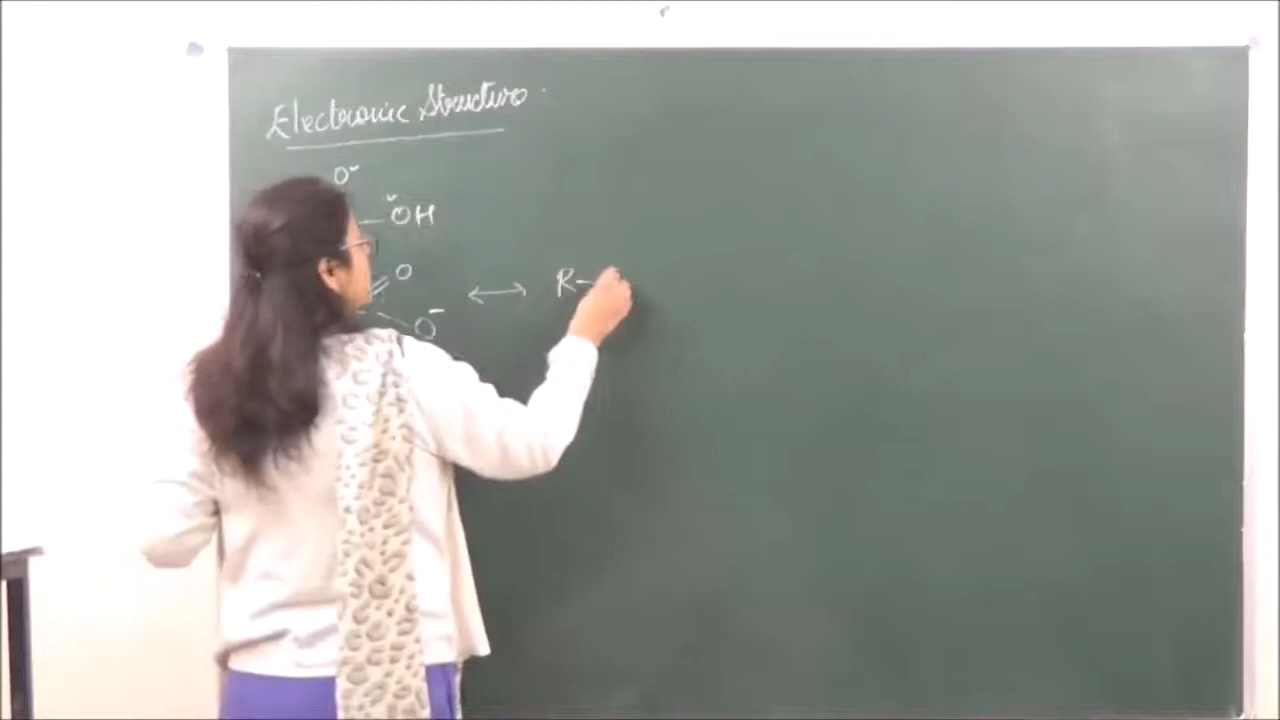 Electronic Structure
O
OH
O
O⁻ ↔ R-